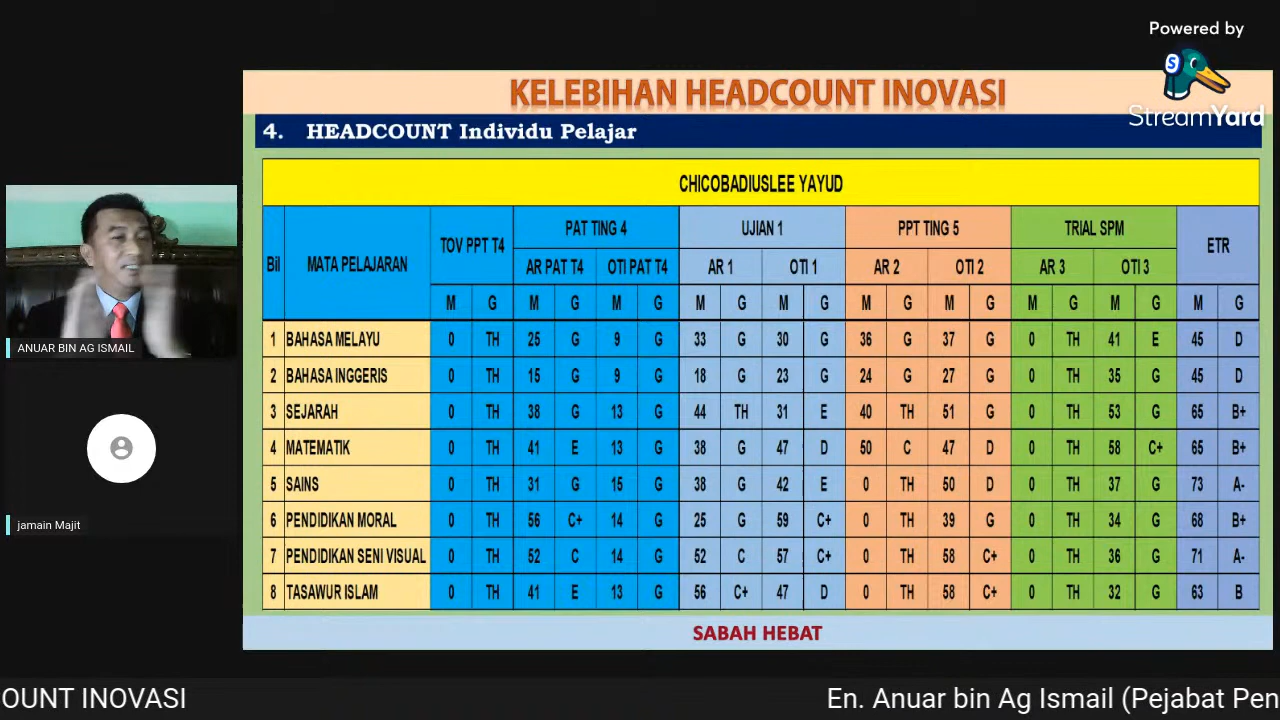 Powered by
StreamYard
KELEBIHAN HEADCOUNT INOVASI
4. HEADCOUNT Individu Pelajar
CHICOBADIUSLEE YAYUD
Bil MATA PELAJARAN TOV PPT T4 PAT TING 4 UJIAN 1 PPT TING 5 TRIAL SPM ETR
AR PAT T4 OTI PAT T4 AR 1 OTI 1 AR 2 OTI 2 AR 3 OTI 3
M G M G M G M G M G M G M G M G M G M G
1 BAHASA MELAYU 0 TH 25 G 9 G 33 G 30 G 36 G 37 G 0 TH 41 E 45 D
2 BAHASA INGGERIS 0 TH 15 G 9 G 18 G 23 G 24 G 27 G 0 TH 35 G 45 D
3 SEJARAH 0 TH 38 G 13 G 44 TH 31 E 40 TH 51 G 0 TH 53 G 65 B+
4 MATEMATIK 0 TH 41 E 13 G 38 G 47 D 50 C 47 D 0 TH 58 C+ 65 B+
5 SAINS 0 TH 31 G 15 G 38 G 42 E 0 TH 50 D 0 TH 37 G 73 A-
6 PENDIDIKAN MORAL 0 TH 56 C+ 14 G 25 G 59 C+ 0 TH 39 G 0 TH 34 G 68 B+
7 PENDIDIKAN SENI VISUAL 0 TH 52 C 14 G 52 C 57 C+ 0 TH 58 C+ 0 TH 36 G 71 A-
8 TASAWUR ISLAM 0 TH 41 E 13 G 56 C+ 47 D 0 TH 58 C+ 0 TH 32 G 63 B
SABAH HEBAT
ANUAR BIN AG ISMAIL
jamain Majit
OUNT INOVASI
En. Anuar bin Ag Ismail (Pejabat Pen